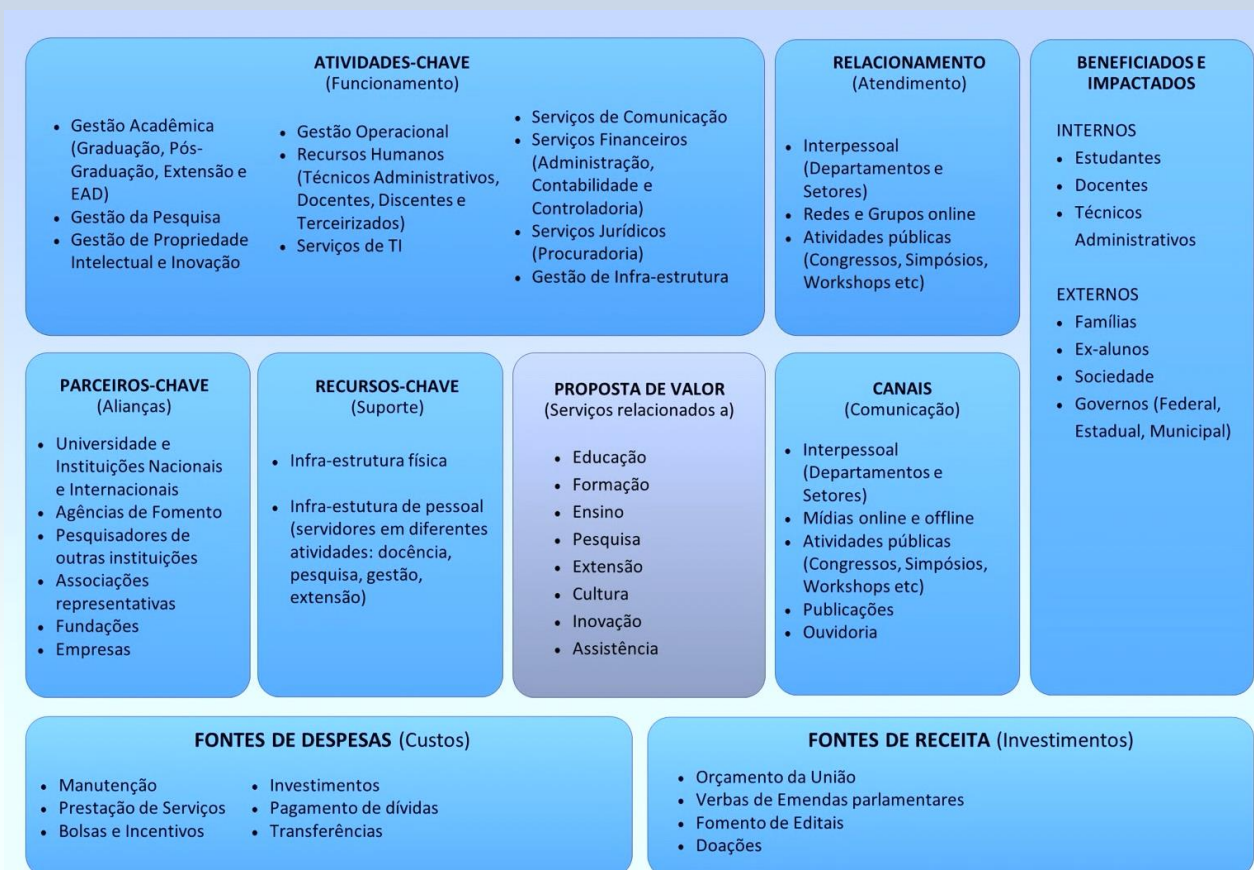 ATIVIDADES-CHAVE
(Funcionamento)
• Gestão Acadêmica
(Graduação, Pós-
Graduação, Extensão e
EAD)
• Gestão da Pesquisa
• Gestão de Propriedade
Intelectual e Inovação
• Gestão Operacional
• Recursos Humanos
(Técnicos Administrativos,
Docentes, Discentes e
Terceirizados)
• Serviços de TI
• Serviços de Comunicação
• Serviços Financeiros
(Administração,
Contabilidade e
Controladoria)
• Serviços Jurídicos
(Procuradoria)
• Gestão de Infra-estrutura
RELACIONAMENTO
(Atendimento)
• Interpessoal
(Departamentos e
Setores)
• Redes e Grupos online
• Atividades públicas
(Congressos, Simpósios,
Workshops etc)
BENEFICIADOS E
IMPACTADOS
INTERNOS
• Estudantes
• Docentes
• Técnicos
Administrativos
EXTERNOS
• Famílias
• Ex-alunos
• Sociedade
• Governos (Federal,
Estadual, Municipal)
PARCEIROS-CHAVE
(Alianças)
• Universidade e
Instituições Nacionais
e Internacionais
• Agências de Fomento
• Pesquisadores de
outras instituições
• Associações
representativas
• Fundações
• Empresas
RECURSOS-CHAVE
(Suporte)
• Infra-estrutura física
• Infra-estutura de pessoal
(servidores em diferentes
atividades: docência,
pesquisa, gestão,
extensão)
PROPOSTA DE VALOR
(Serviços relacionados a)
• Educação
• Formação
• Ensino
• Pesquisa
• Extensão
• Cultura
• Inovação
• Assistência
CANAIS
(Comunicação)
• Interpessoal
(Departamentos e
Setores)
• Mídias online e offline
• Atividades públicas
(Congressos, Simpósios,
Workshops etc)
• Publicações
• Ouvidoria
FONTES DE DESPESAS (Custos)
• Manutenção
• Prestação de Serviços
• Bolsas e Incentivos
• Investimentos
• Pagamento de dívidas
• Transferências
FONTES DE RECEITA (Investimentos)
• Orçamento da União
• Verbas de Emendas parlamentares
• Fomento de Editais
• Doações